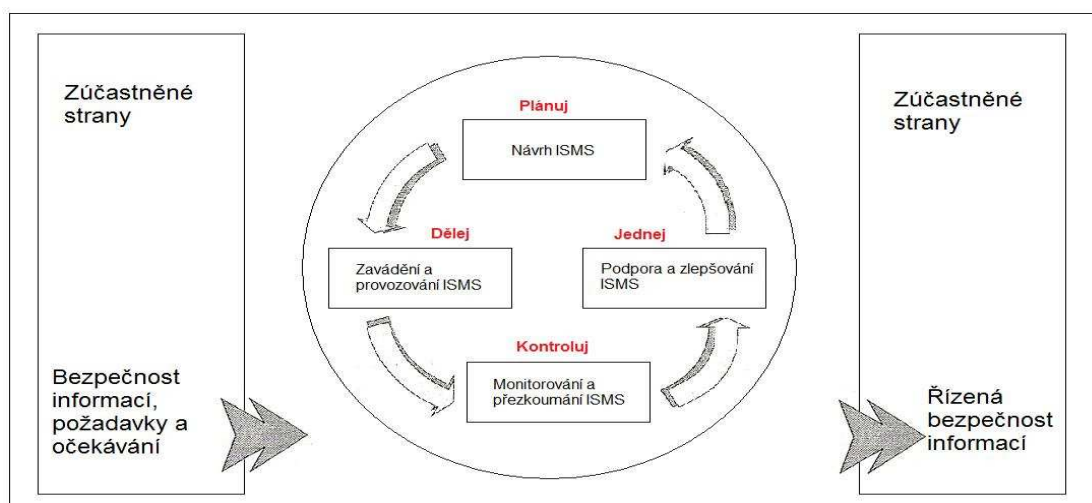 Zúčastněné
strany
Bezpečnost
informací,
požadavky a
očekávání
Plánuj
Návrh ISMS
Dělej
Zavádění a
provozování ISMS
Jednej
Podpora a zlepšování
ISMS
Kontroluj
Monitorování a
přezkoumání ISMS
Zúčastněné
strany
Řízená
bezpečnost
informací